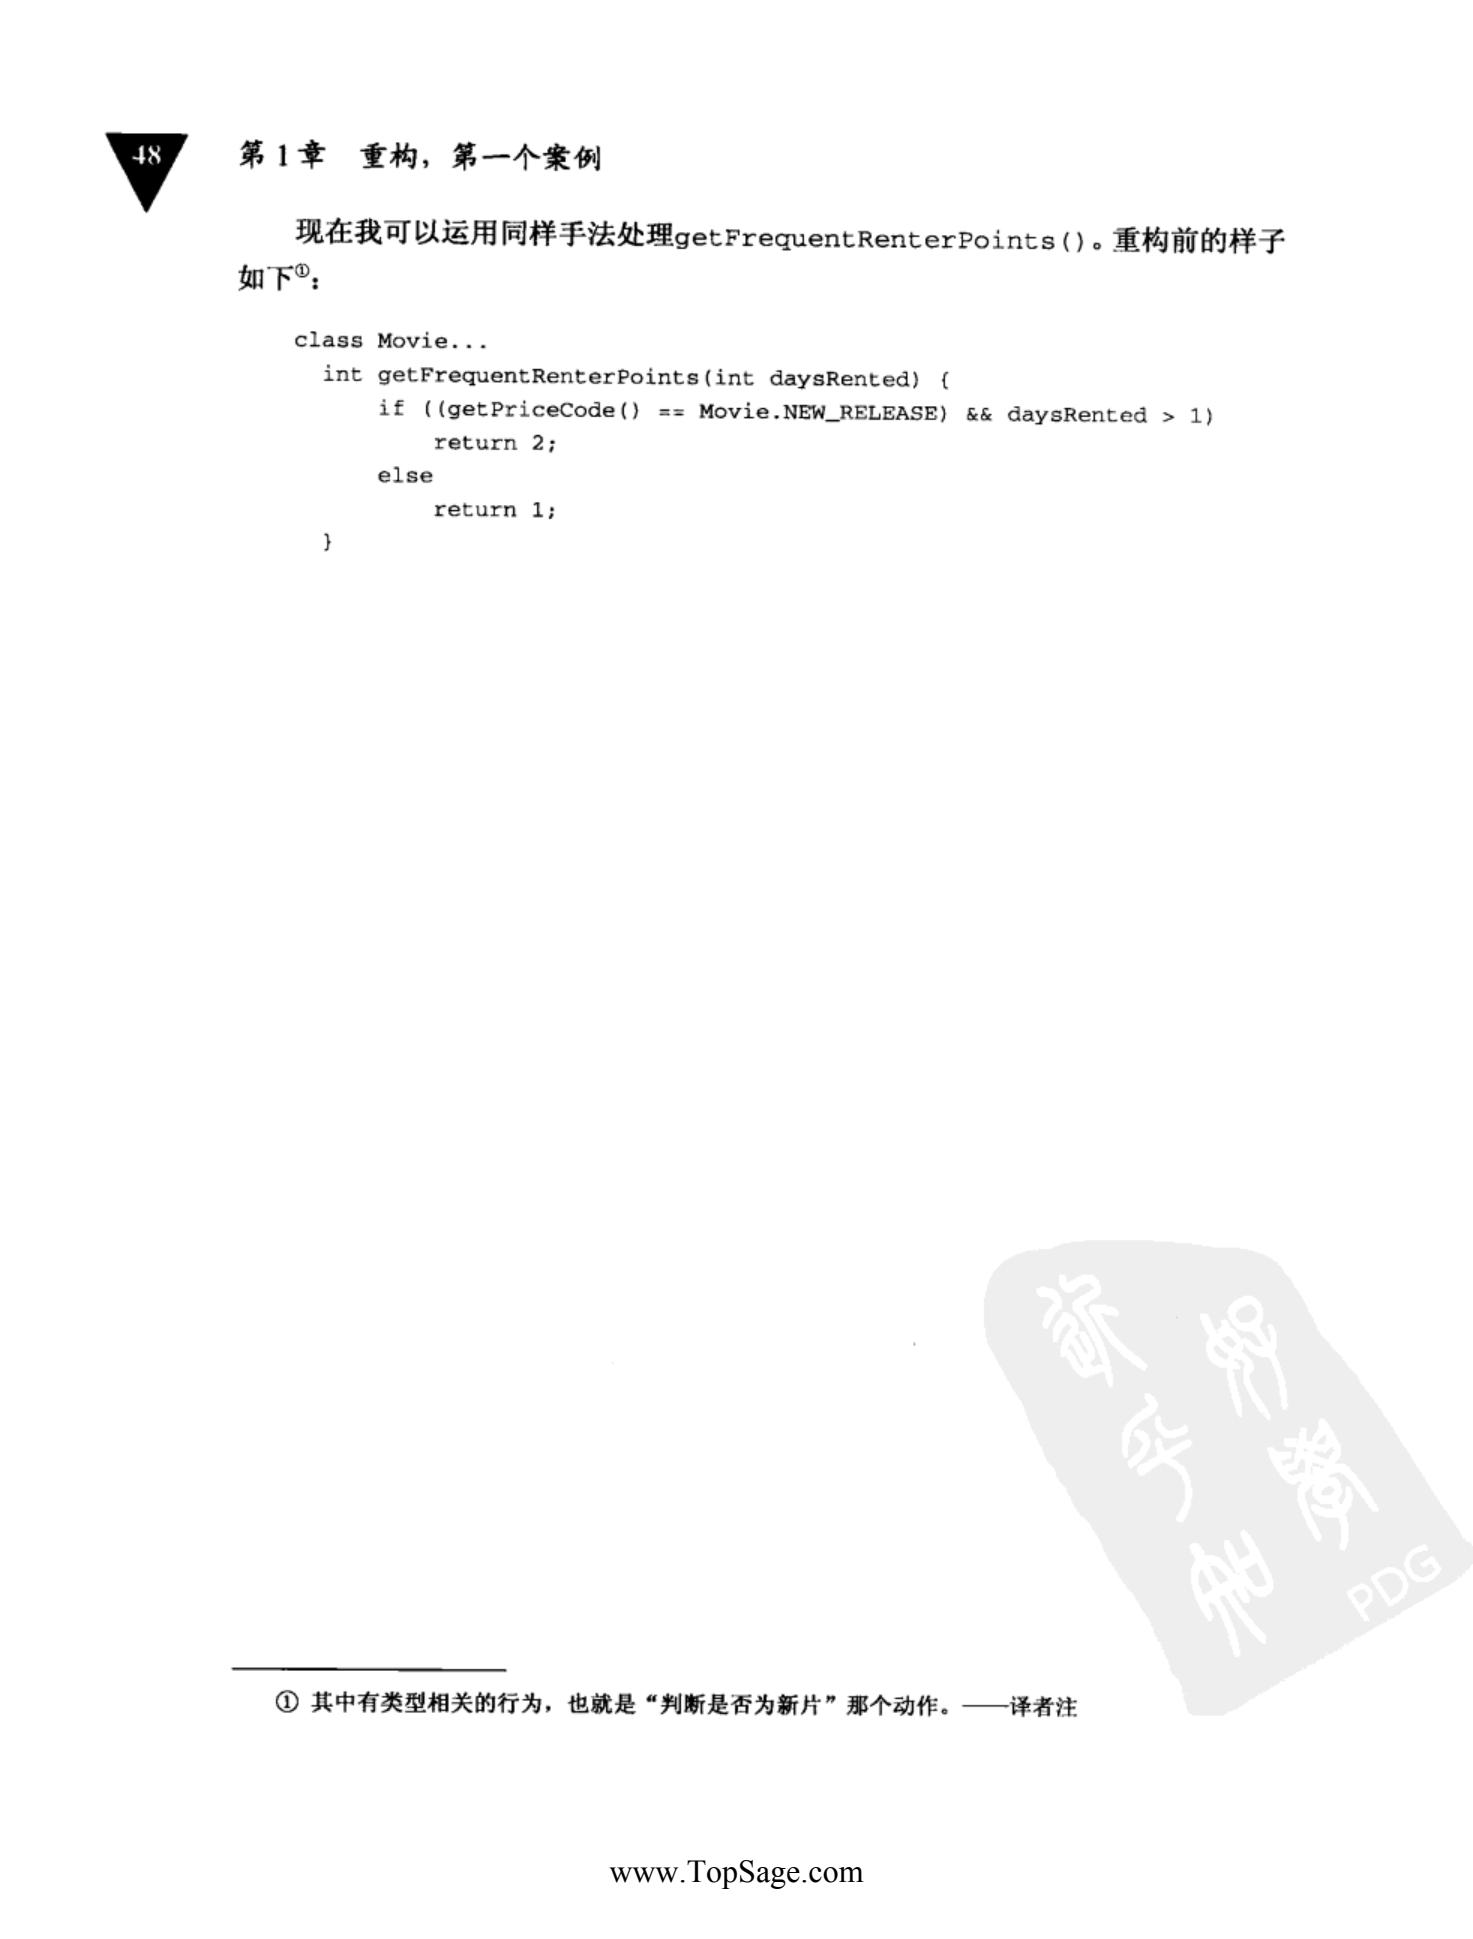 48
第1章 重构，第一个案例
现在我可以运用同样手法处理getFrequentRenterPoints()。重构前的样子
如下①：
class Movie...
  int getFrequentRenterPoints(int daysRented) {
      if ((getPriceCode() == Movie.NEW_RELEASE) && daysRented > 1)
          return 2;
      else
          return 1;
  }
PDG
① 其中有类型相关的行为，也就是“判断是否为新片”那个动作。——译者注
www.TopSage.com